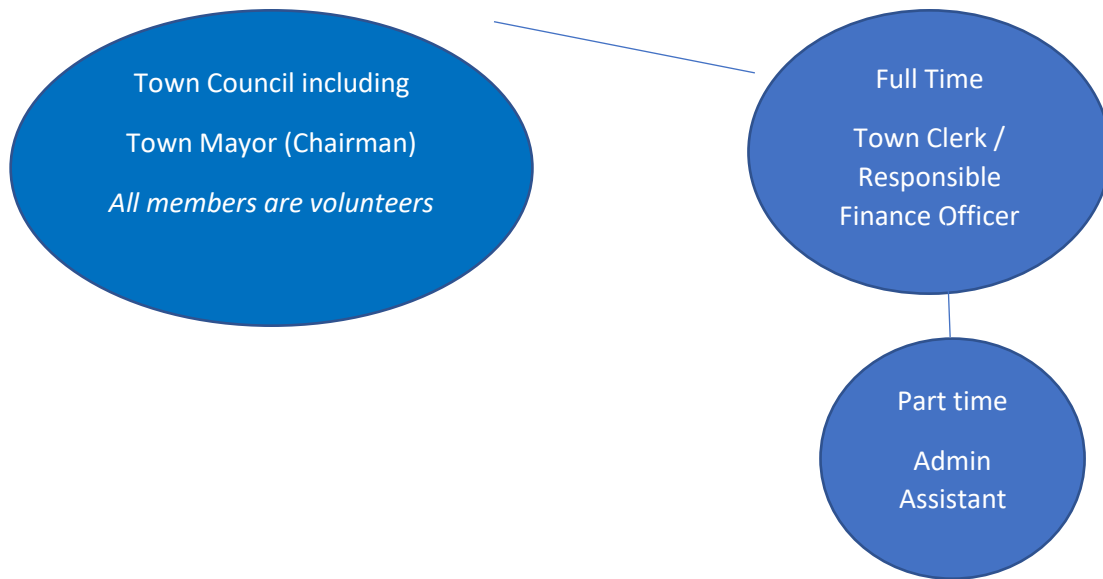 Town Council including
Town Mayor (Chairman)
All members are volunteers
Full Time
Town Clerk /
Responsible
Finance Officer
Part time
Admin
Assistant